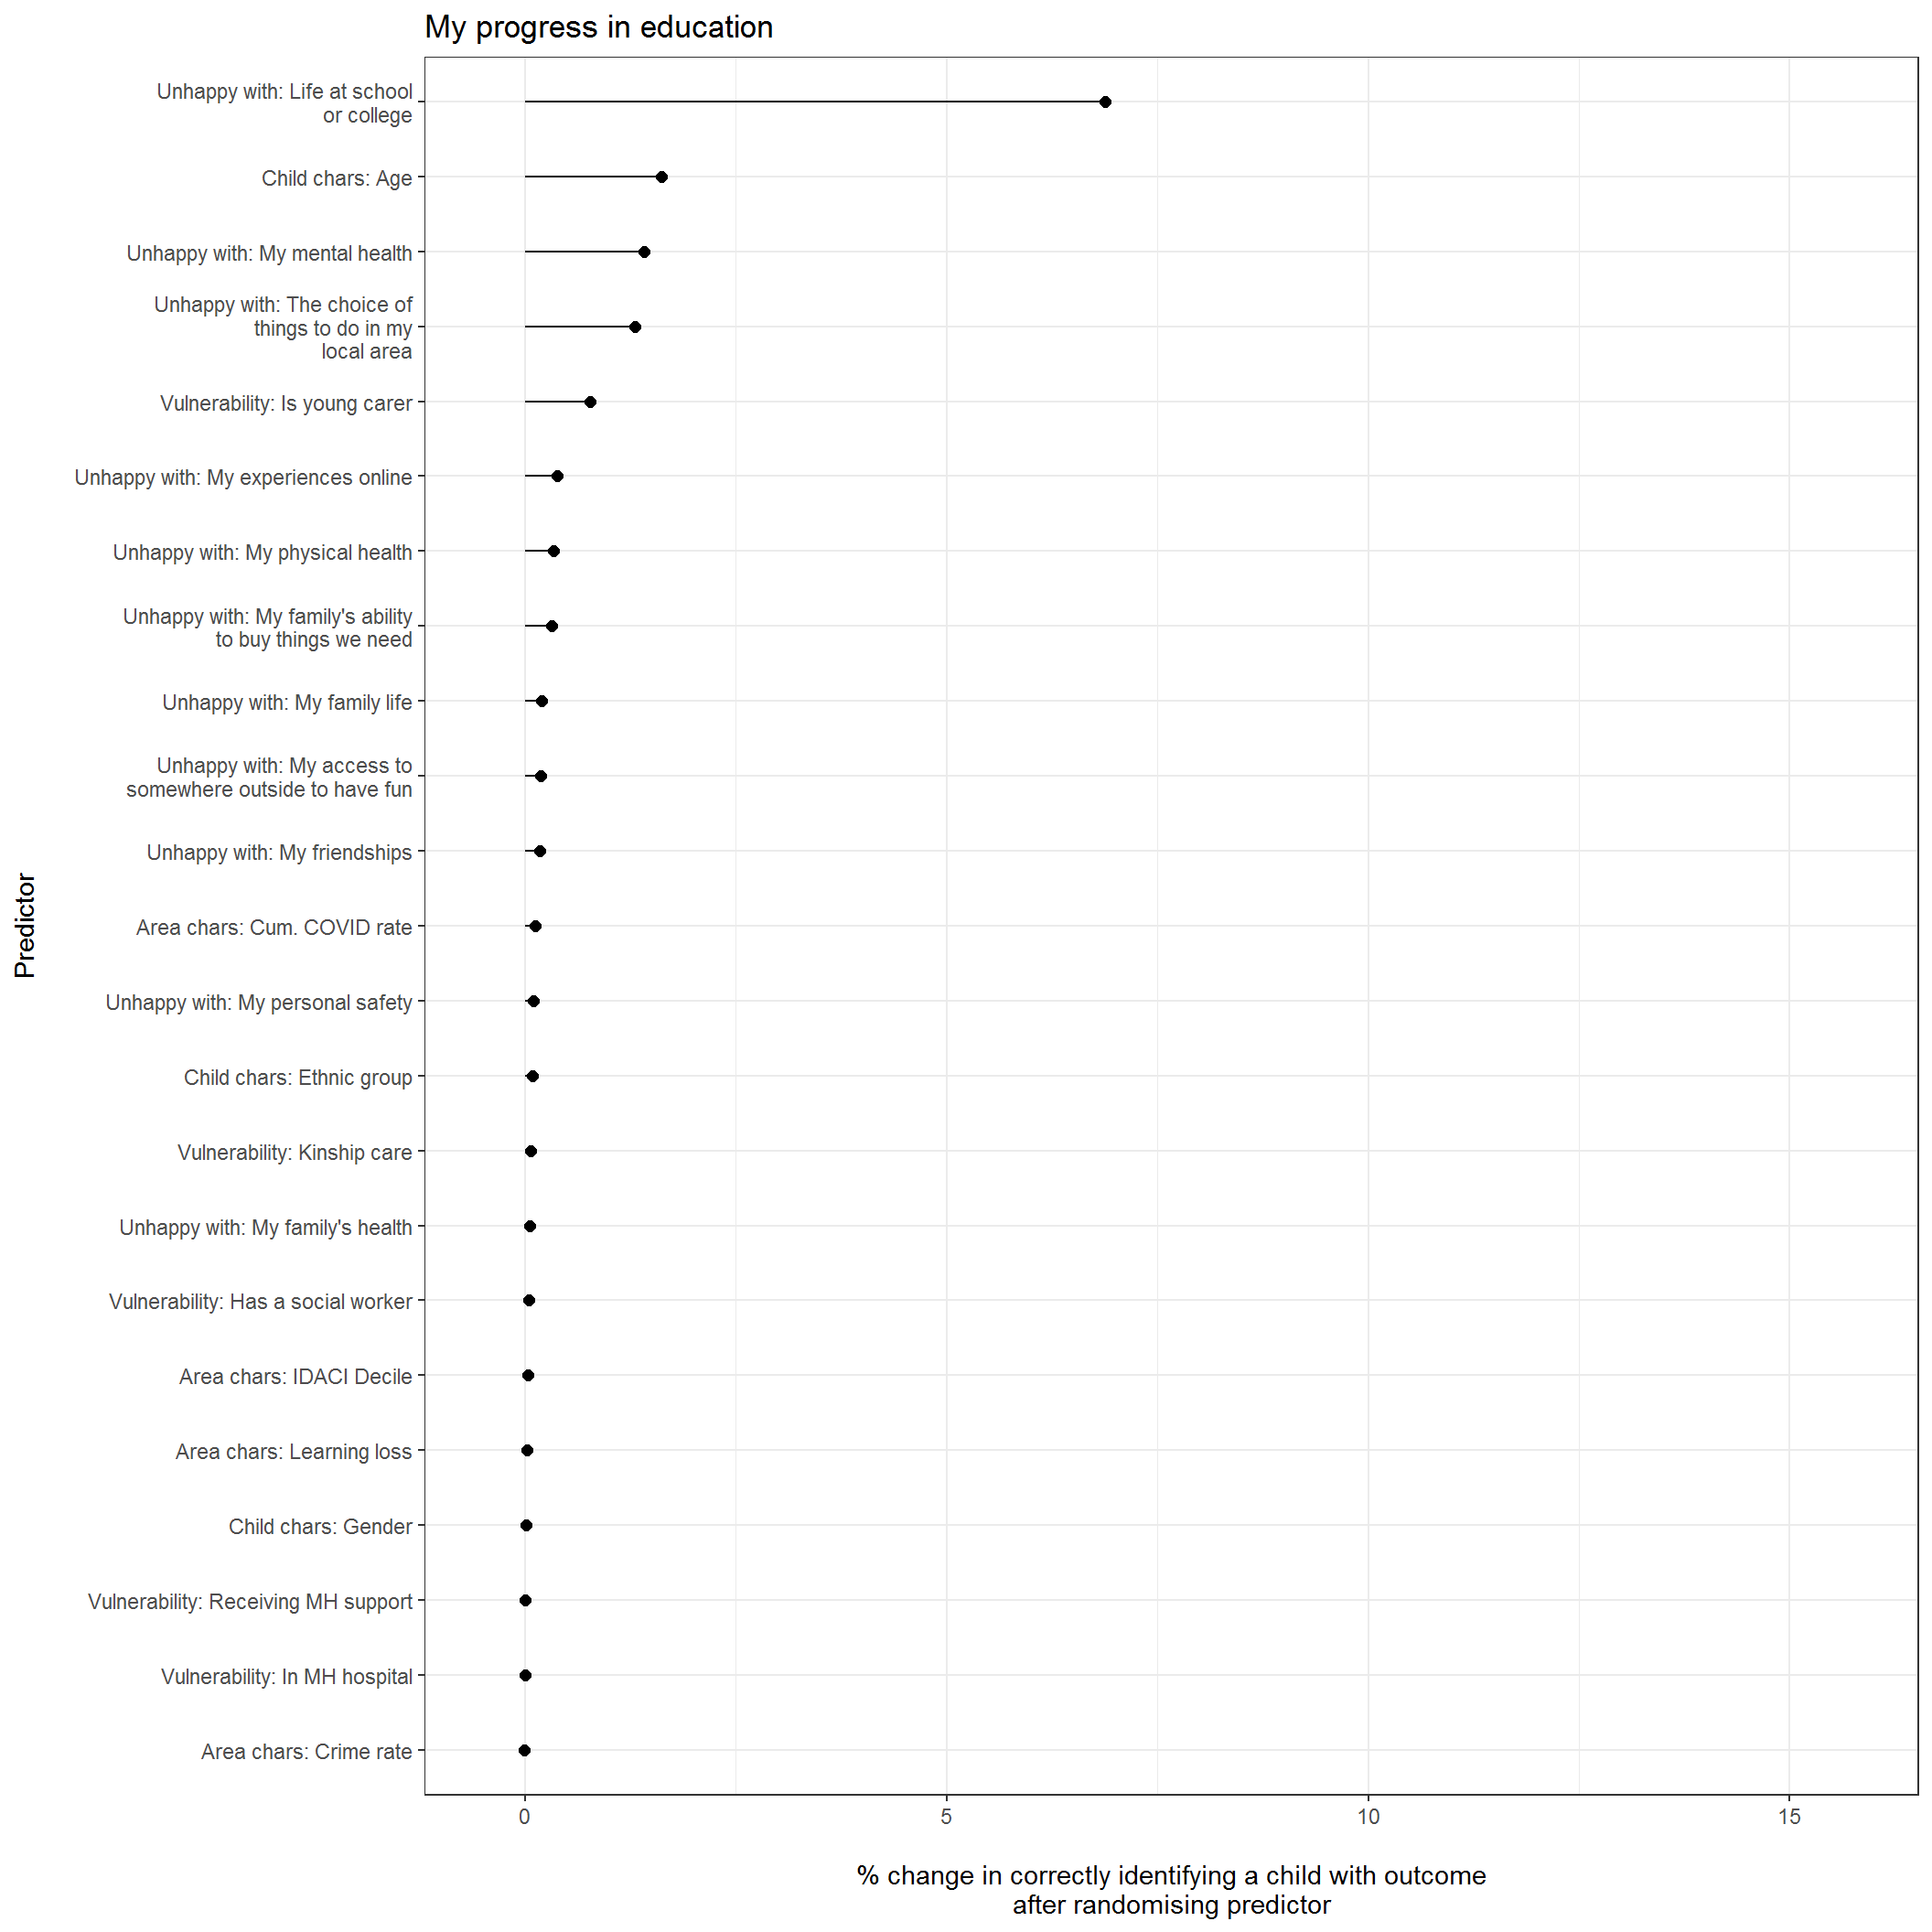 My progress in education
Unhappy with: Life at school
or college
Child chars: Age
Unhappy with: My mental health
Unhappy with: The choice of
things to do in my
local area
Vulnerability: Is young carer
Unhappy with: My experiences online
Unhappy with: My physical health
Unhappy with: My family's ability
to buy things we need
Unhappy with: My family life
Unhappy with: My access to
somewhere outside to have fun
Unhappy with: My friendships
Area chars: Cum. COVID rate
Unhappy with: My personal safety
Child chars: Ethnic group
Vulnerability: Kinship care
Unhappy with: My family's health
Vulnerability: Has a social worker
Area chars: IDACI Decile
Area chars: Learning loss
Child chars: Gender
Vulnerability: Receiving MH support
Vulnerability: In MH hospital
Area chars: Crime rate
Predictor
0 5 10 15
% change in correctly identifying a child with outcome
after randomising predictor